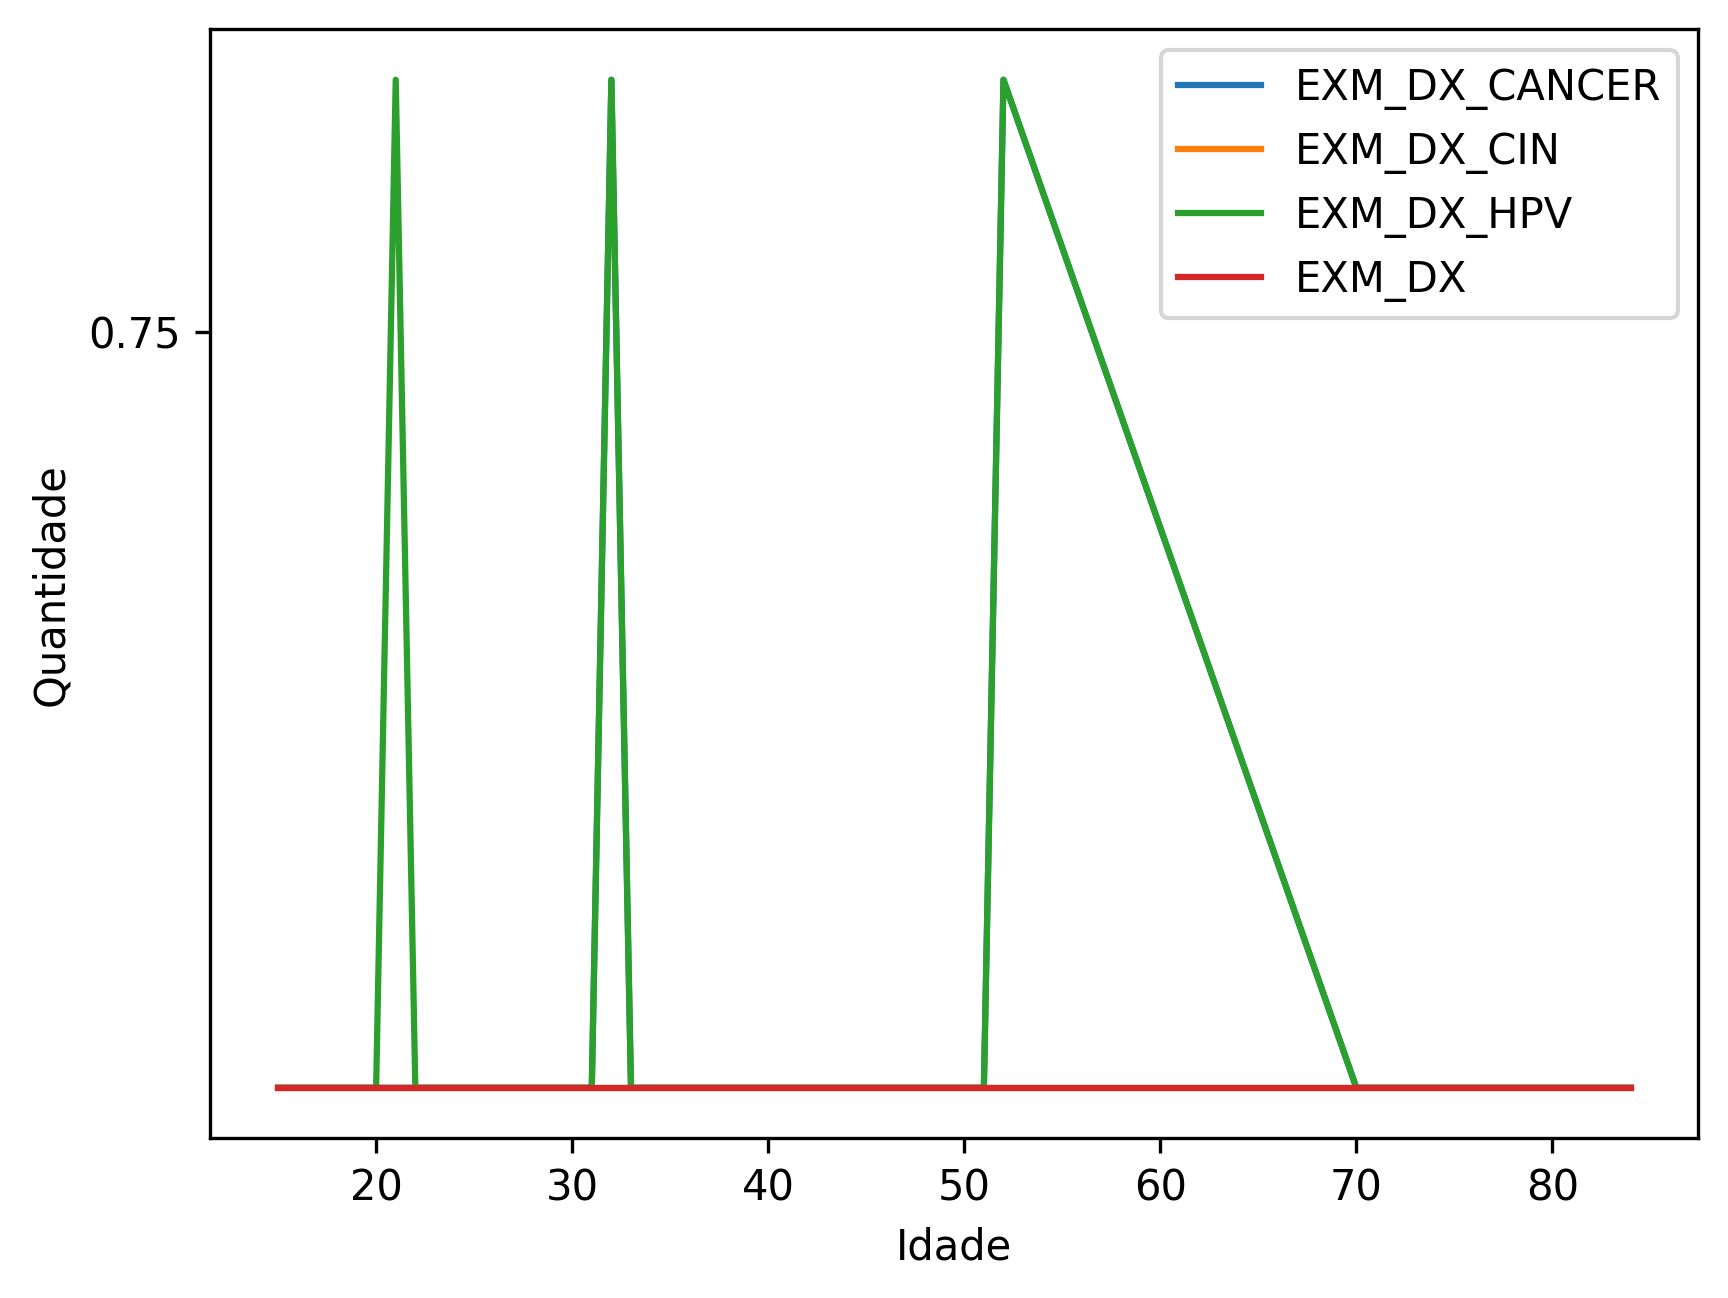 EXM_DX_CANCER
EXM_DX_CIN
EXM_DX_HPV
EXM_DX
0.75
Quantidade
20 30 40 50 60 70 80
Idade